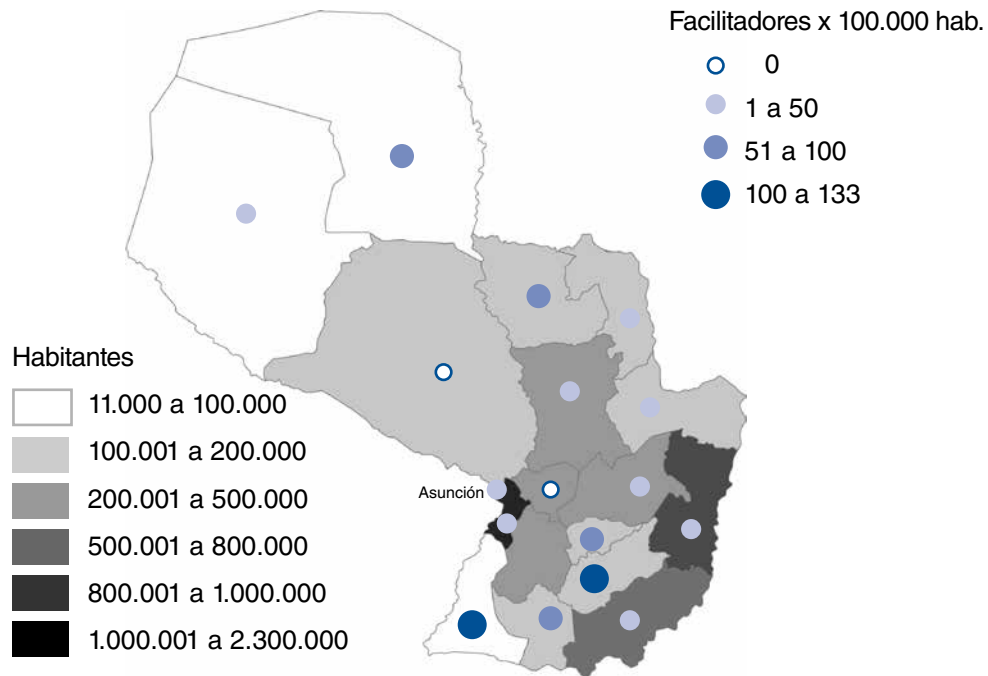 Facilitadores x 100.000 hab.
0
1 a 50
51 a 100
100 a 133
Habitantes
11.000 a 100.000
100.001 a 200.000
200.001 a 500.000
500.001 a 800.000
800.001 a 1.000.000
1.000.001 a 2.300.000
Asunción